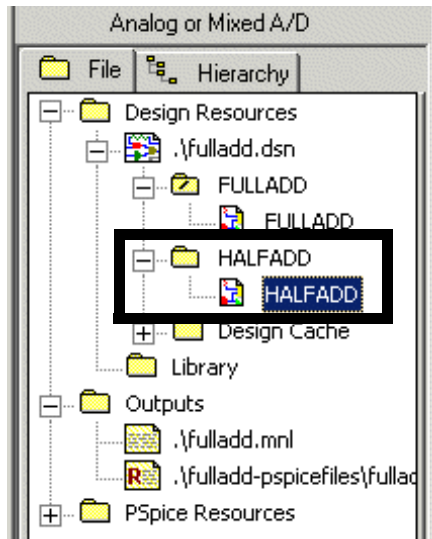 Analog or Mixed A/D
File Hierarchy
Design Resources
.\fulladd.dsn
FULLADD
FULLADD
HALFADD
HALFADD
Design Cache
Library
Outputs
.\fulladd.mnl
.\fulladd-pspicefiles\fullad
PSpice Resources